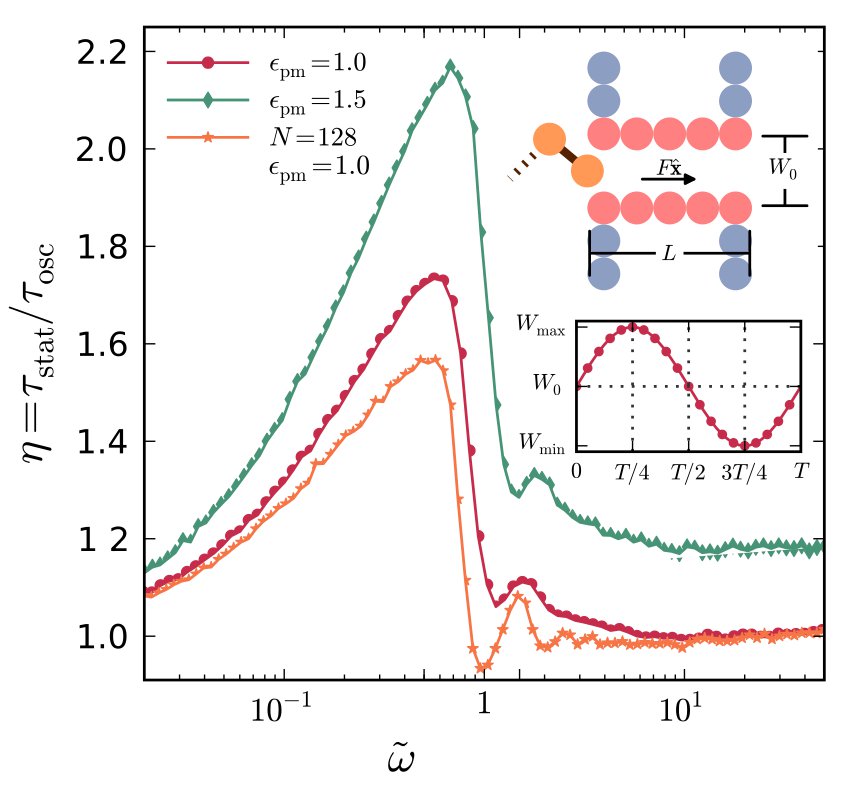 2.2
2.0
1.8
1.6
1.4
1 2
1.0
η=τstat/τosc
ϵpm=1.0
ϵpm=1.5
N=128
ϵpm=1.0
Fx̂
W0
L
Wmax
W0
Wmin
0 T/4 T/2 3T/4 T
10⁻¹ 1 10¹
ω̃